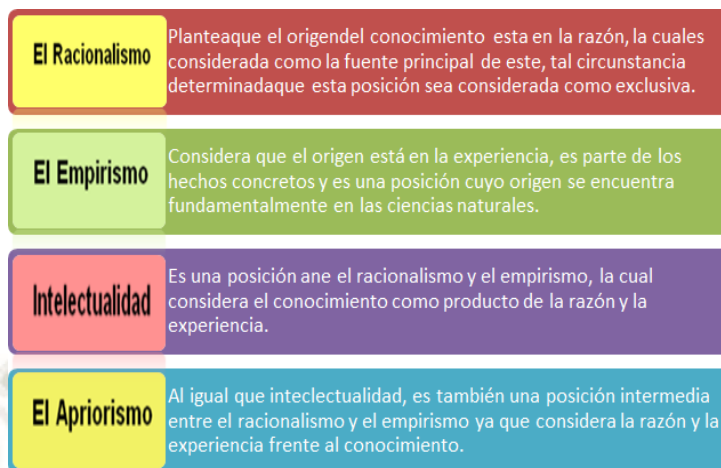 El Racionalismo
Planteaque el origendel conocimiento esta en la razón, la cuales
considerada como la fuente principal de este, tal circunstancia
determinadaque esta posición sea considerada como exclusiva.
El Empirismo
Considera que el origen está en la experiencia, es parte de los
hechos concretos y es una posición cuyo origen se encuentra
fundamentalmente en las ciencias naturales.
Intelectualidad
Es una posición ane el racionalismo y el empirismo, la cual
considera el conocimiento como producto de la razón y la
experiencia.
El Apriorismo
Al igual que inteclectualidad, es también una posición intermedia
entre el racionalismo y el empirismo ya que considera la razón y la
experiencia frente al conocimiento.